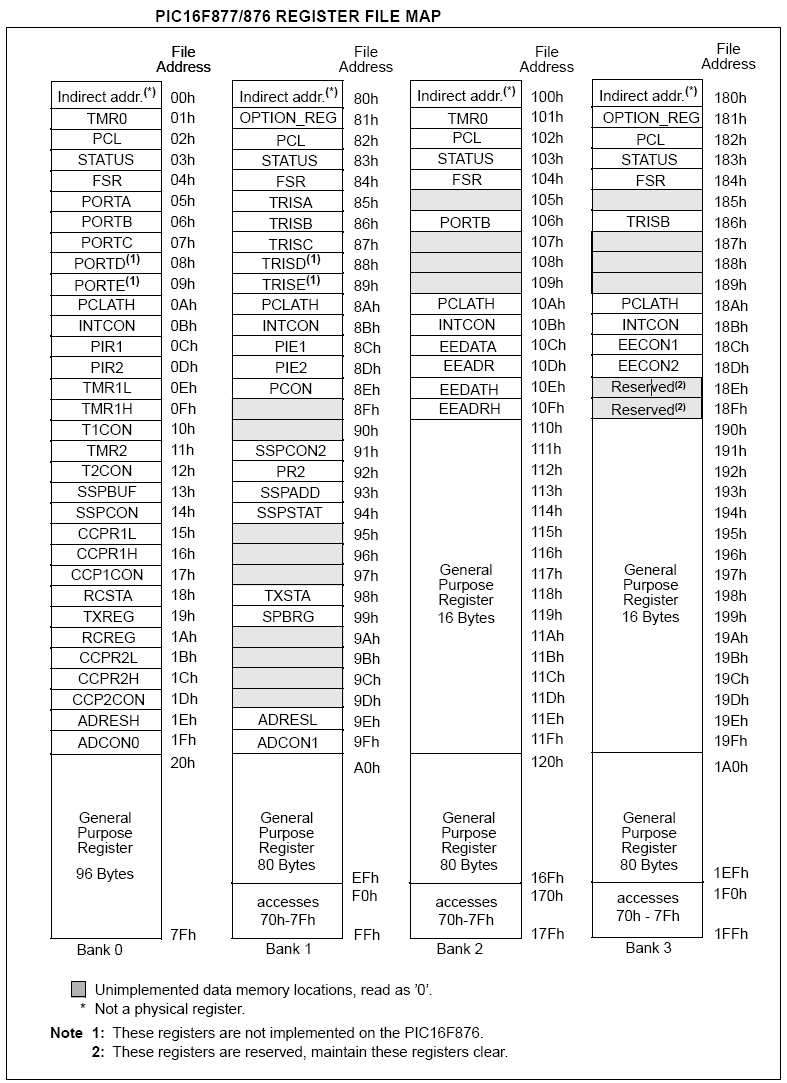 PIC16F877/876 REGISTER FILE MAP
File Address File Address File Address File Address
Indirect addr.(*) 00h Indirect addr.(*) 80h Indirect addr.(*) 100h Indirect addr.(*) 180h
TMR0 01h OPTION_REG 81h TMR0 101h OPTION_REG 181h
PCL 02h PCL 82h PCL 102h PCL 182h
STATUS 03h STATUS 83h STATUS 103h STATUS 183h
FSR 04h FSR 84h FSR 104h FSR 184h
PORTA 05h TRISA 85h 105h 185h
PORTB 06h TRISB 86h PORTB 106h TRISB 186h
PORTC 07h TRISC 87h 107h 187h
PORTD(1) 08h TRISD(1) 88h 108h 188h
PORTE(1) 09h TRISE(1) 89h 109h 189h
PCLATH 0Ah PCLATH 8Ah PCLATH 10Ah PCLATH 18Ah
INTCON 0Bh INTCON 8Bh INTCON 10Bh INTCON 18Bh
PIR1 0Ch PIE1 8Ch EEDATA 10Ch EECON1 18Ch
PIR2 0Dh PIE2 8Dh EEADR 10Dh EECON2 18Dh
TMR1L 0Eh PCON 8Eh EEDATH 10Eh Reserved(2) 18Eh
TMR1H 0Fh 8Fh EEADRH 10Fh Reserved(2) 18Fh
T1CON 10h 90h 110h 190h
TMR2 11h SSPCON2 91h 111h 191h
T2CON 12h PR2 92h 112h 192h
SSPBUF 13h SSPADD 93h 113h 193h
SSPCON 14h SSPSTAT 94h 114h 194h
CCPR1L 15h 95h 115h 195h
CCPR1H 16h 96h 116h 196h
CCP1CON 17h 97h General 117h General 197h
RCSTA 18h TXSTA 98h Purpose Register 118h Purpose Register 198h
TXREG 19h SPBRG 99h 16 Bytes 119h 16 Bytes 199h
RCREG 1Ah 9Ah 11Ah 19Ah
CCPR2L 1Bh 9Bh 11Bh 19Bh
CCPR2H 1Ch 9Ch 11Ch 19Ch
CCP2CON 1Dh 9Dh 11Dh 19Dh
ADRESH 1Eh ADRESL 9Eh 11Eh 19Eh
ADCON0 1Fh ADCON1 9Fh 11Fh 19Fh
20h A0h 120h 1A0h
General General General General
Purpose Purpose Purpose Purpose
Register Register Register Register
96 Bytes 80 Bytes 80 Bytes 80 Bytes
EFh 16Fh 1EFh
accesses F0h accesses 170h accesses 1F0h
70h-7Fh 70h-7Fh 70h - 7Fh
7Fh FFh 17Fh 1FFh
Bank 0 Bank 1 Bank 2 Bank 3
Unimplemented data memory locations, read as ’0’.
* Not a physical register.
Note 1: These registers are not implemented on the PIC16F876.
2: These registers are reserved, maintain these registers clear.